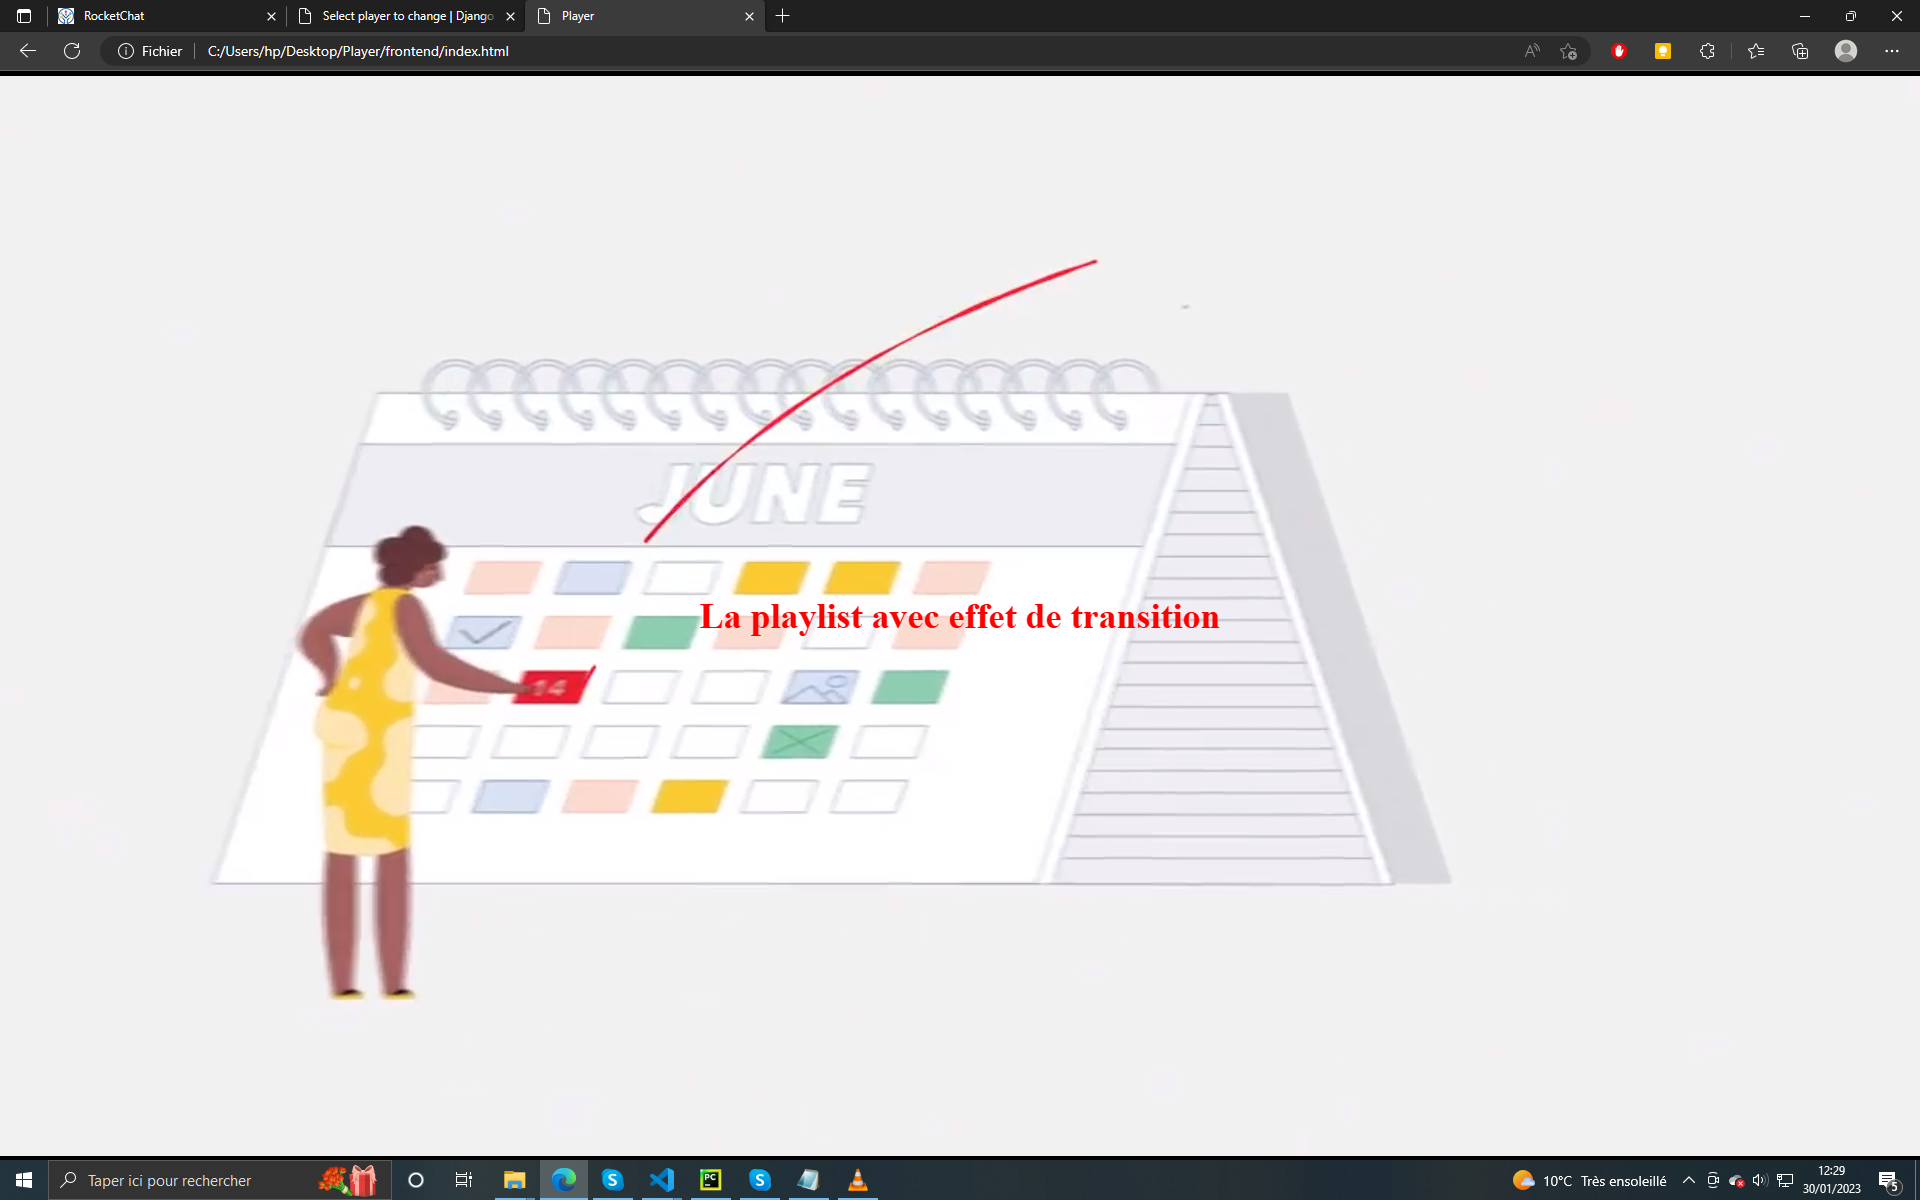 RocketChat
Select player to change | Django
Player
Fichier
C:/Users/hp/Desktop/Player/frontend/index.html
JUNE
La playlist avec effet de transition
14
Taper ici pour rechercher
10°C Très ensoleillé
12:29
30/01/2023
5